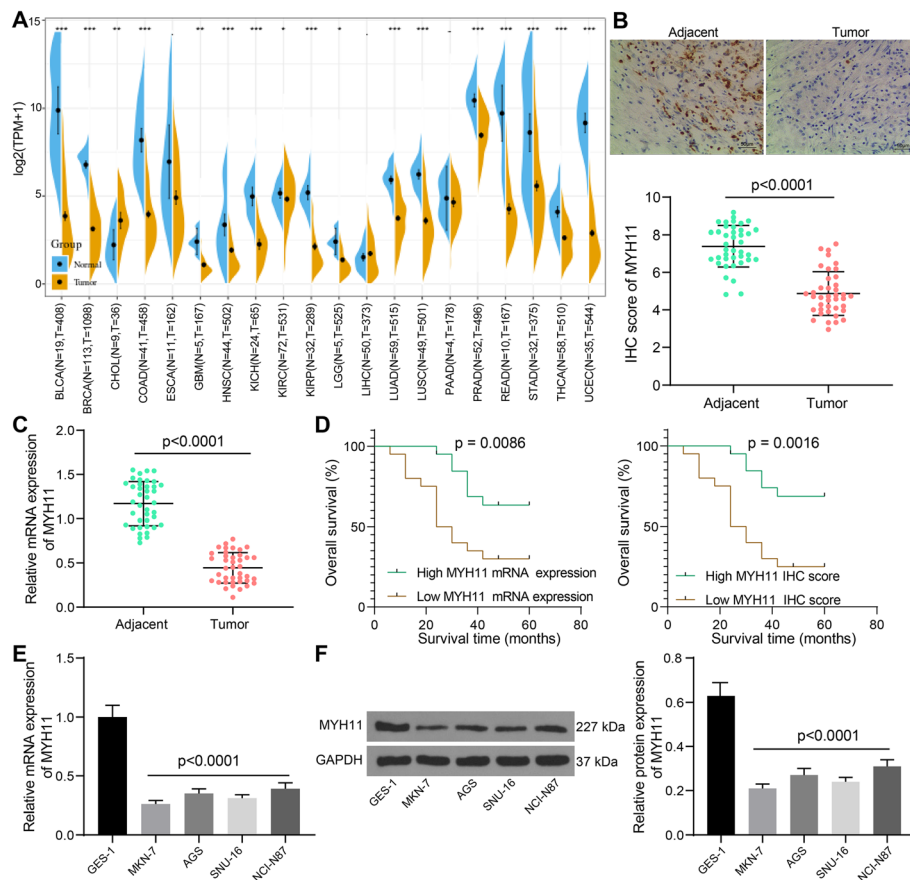 A
15
10
5
0
log2(TPM+1)
*** *** ** *** - ** *** *** * *** * - *** *** - *** *** *** *** ***
Group
Normal
Tumor
BLCA(N=19,T=408)
BRCA(N=113,T=1098)
CHOL(N=9,T=36)
COAD(N=41,T=458)
ESCA(N=11,T=162)
GBM(N=5,T=167)
HNSC(N=44,T=502)
KICH(N=24,T=65)
KIRC(N=72,T=531)
KIRP(N=32,T=289)
LGG(N=5,T=525)
LIHC(N=50,T=373)
LUAD(N=59,T=515)
LUSC(N=49,T=501)
PAAD(N=4,T=178)
PRAD(N=52,T=496)
READ(N=10,T=167)
STAD(N=32,T=375)
THCA(N=58,T=510)
UCEC(N=35,T=544)
B
Adjacent Tumor
p<0.0001
IHC score of MYH11
10
8
6
4
2
0
Adjacent Tumor
C
p<0.0001
Relative mRNA expression
of MYH11
2.0
1.5
1.0
0.5
0.0
Adjacent Tumor
D
p = 0.0086
Overall survival (%)
100
50
0
High MYH11 mRNA expression
Low MYH11 mRNA expression
0 20 40 60 80
Survival time (months)
p = 0.0016
Overall survival (%)
100
50
0
High MYH11 IHC score
Low MYH11 IHC score
0 20 40 60 80
Survival time (months)
E
Relative mRNA expression
of MYH11
1.5
1.0
0.5
0.0
p<0.0001
GES-1
MKN-7
AGS
SNU-16
NCI-N87
F
MYH11 227 kDa
GAPDH 37 kDa
GES-1
MKN-7
AGS
SNU-16
NCI-N87
Relative protein expression
of MYH11
0.8
0.6
0.4
0.2
0.0
p<0.0001
GES-1
MKN-7
AGS
SNU-16
NCI-N87